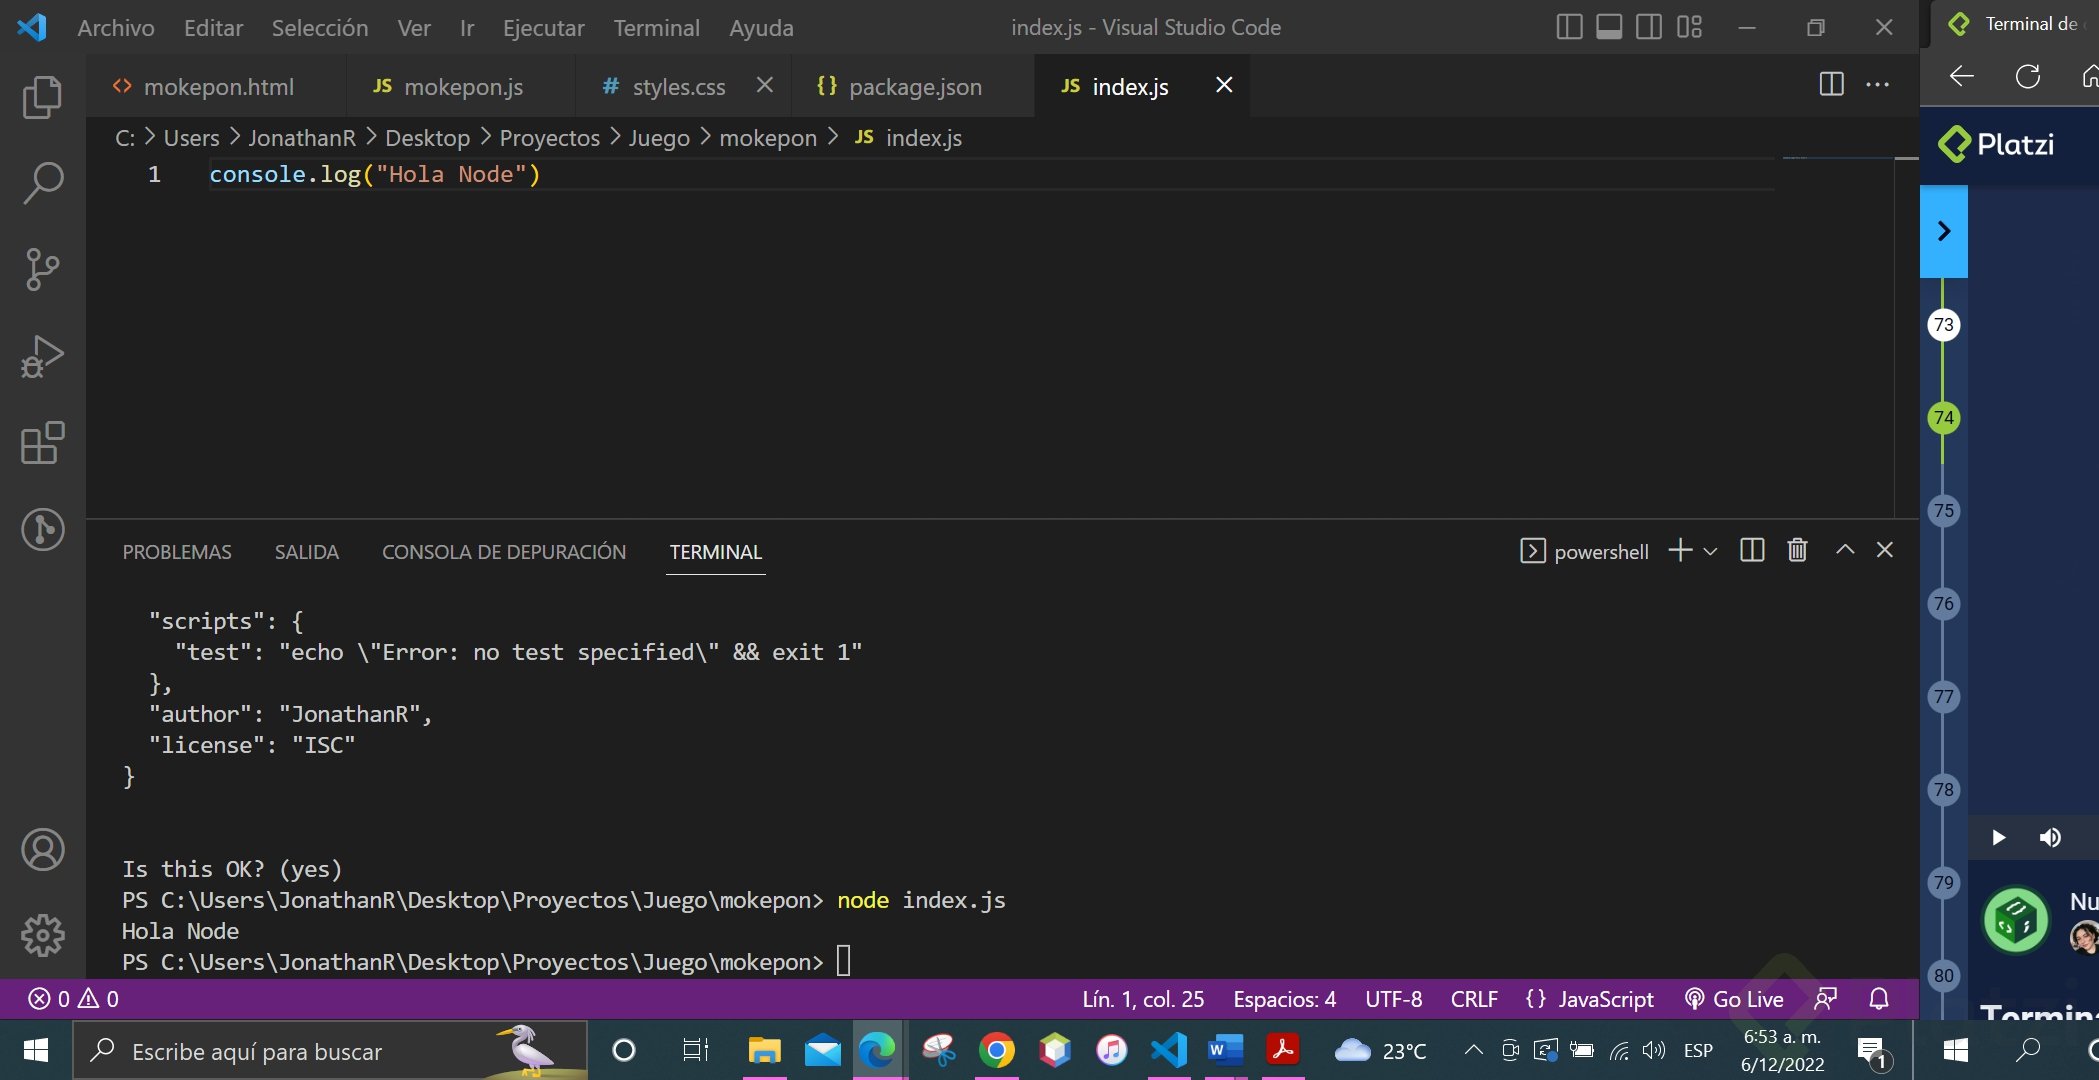 Archivo Editar Selección Ver Ir Ejecutar Terminal Ayuda
index.js - Visual Studio Code
mokepon.html
JS mokepon.js
# styles.css
{} package.json
JS index.js
C: > Users > JonathanR > Desktop > Proyectos > Juego > mokepon > JS index.js
1 console.log("Hola Node")
PROBLEMAS SALIDA CONSOLA DE DEPURACIÓN TERMINAL
powershell
"scripts": {
"test": "echo \"Error: no test specified\" && exit 1"
},
"author": "JonathanR",
"license": "ISC"
}
Is this OK? (yes)
PS C:\Users\JonathanR\Desktop\Proyectos\Juego\mokepon> node index.js
Hola Node
PS C:\Users\JonathanR\Desktop\Proyectos\Juego\mokepon>
0 0
Lín. 1, col. 25 Espacios: 4 UTF-8 CRLF {} JavaScript Go Live
Escribe aquí para buscar
23°C
ESP
6:53 a. m.
6/12/2022
1
Terminal de
Platzi
73
74
75
76
77
78
79
80
Nu